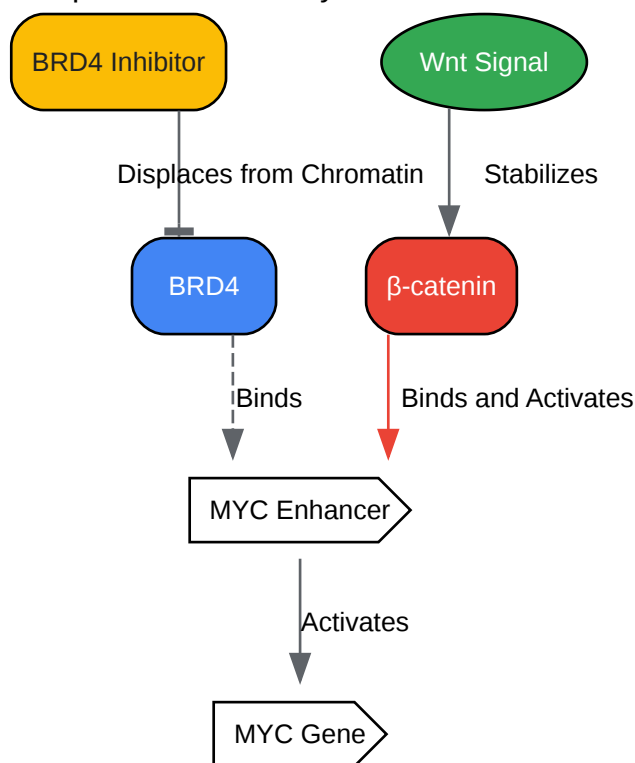 BRD4 Inhibitor
Wnt Signal
Displaces from Chromatin
Stabilizes
BRD4
β-catenin
Binds
Binds and Activates
MYC Enhancer
Activates
MYC Gene